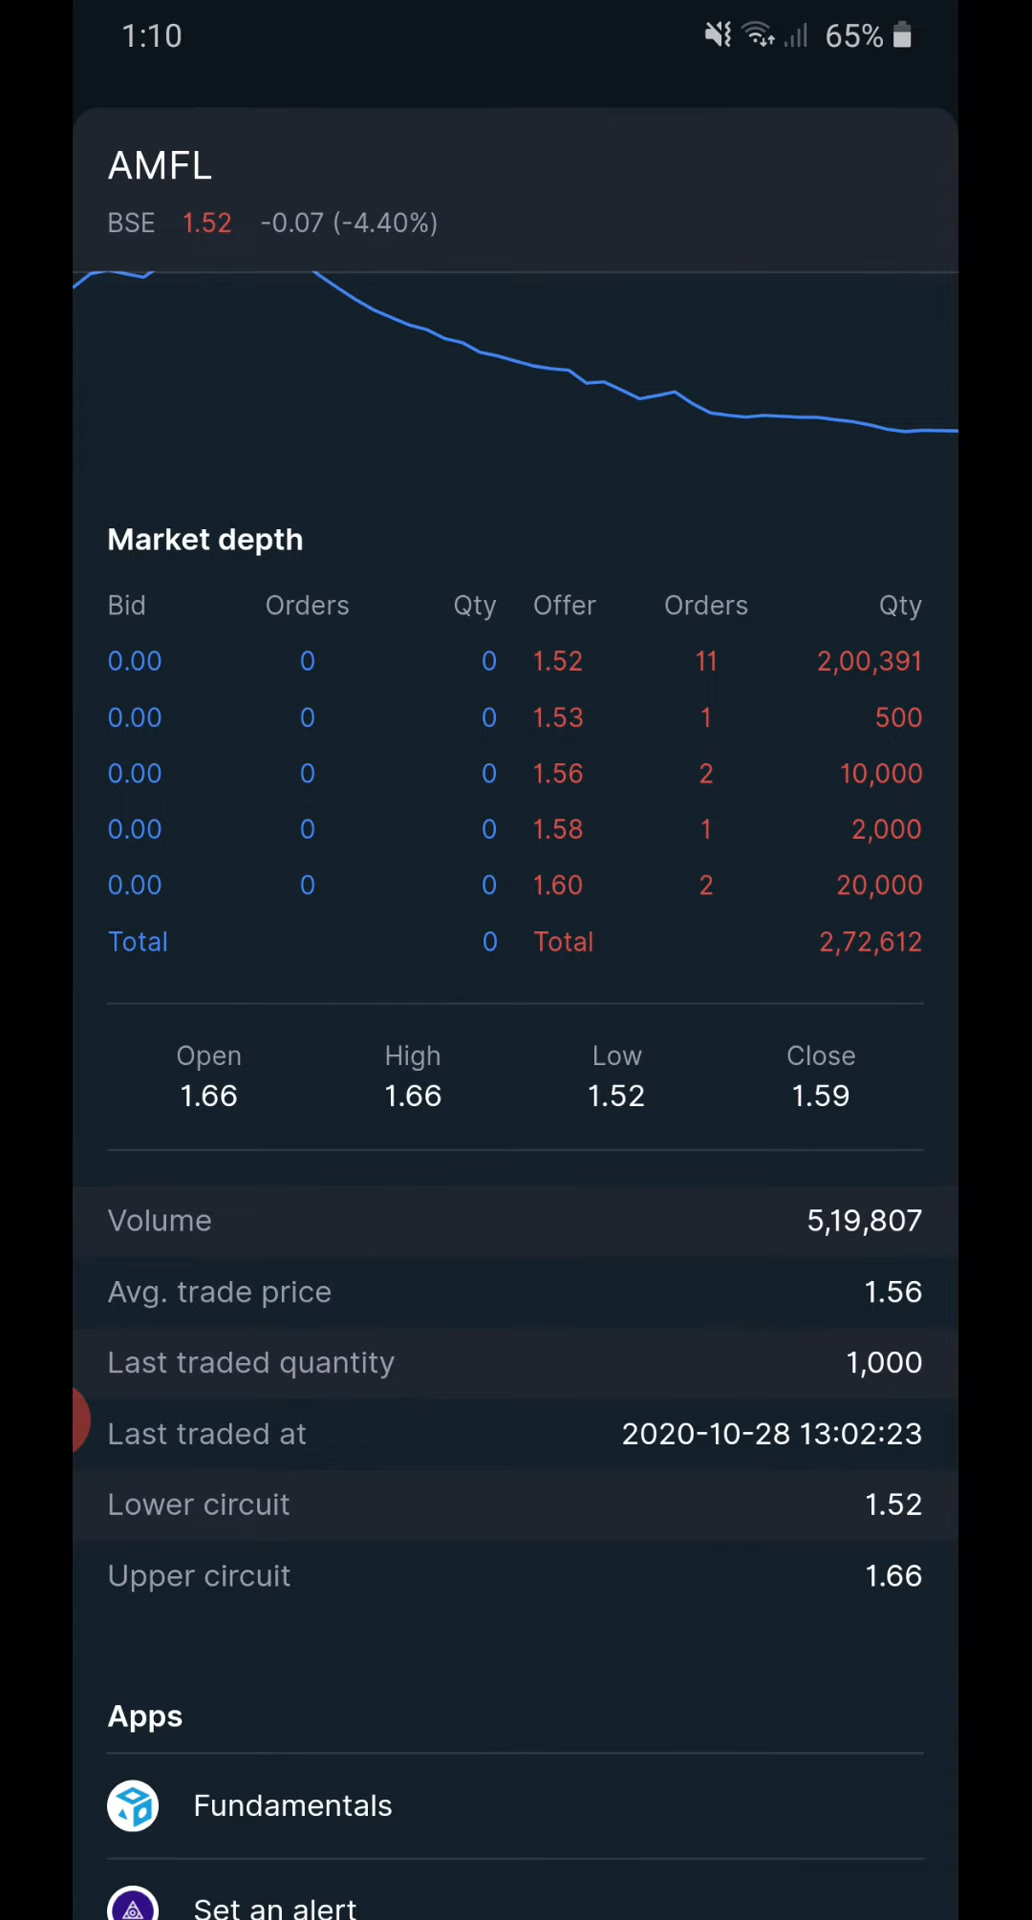 1:10 65%
AMFL
BSE 1.52 -0.07 (-4.40%)
Market depth
Bid Orders Qty Offer Orders Qty
0.00 0 0 1.52 11 2,00,391
0.00 0 0 1.53 1 500
0.00 0 0 1.56 2 10,000
0.00 0 0 1.58 1 2,000
0.00 0 0 1.60 2 20,000
Total 0 Total 2,72,612
Open High Low Close
1.66 1.66 1.52 1.59
Volume 5,19,807
Avg. trade price 1.56
Last traded quantity 1,000
Last traded at 2020-10-28 13:02:23
Lower circuit 1.52
Upper circuit 1.66
Apps
Fundamentals
Set an alert